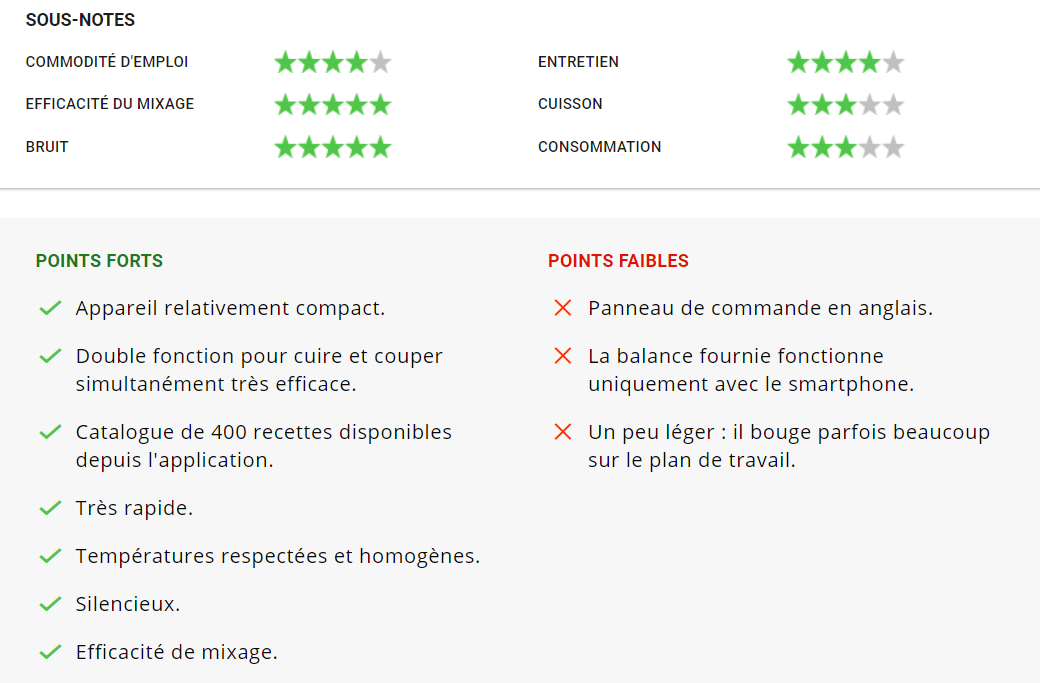 SOUS-NOTES
COMMODITÉ D'EMPLOI
EFFICACITÉ DU MIXAGE
BRUIT
ENTRETIEN
CUISSON
CONSOMMATION
POINTS FORTS
Appareil relativement compact.
Double fonction pour cuire et couper
simultanément très efficace.
Catalogue de 400 recettes disponibles
depuis l'application.
Très rapide.
Températures respectées et homogènes.
Silencieux.
Efficacité de mixage.
POINTS FAIBLES
Panneau de commande en anglais.
La balance fournie fonctionne
uniquement avec le smartphone.
Un peu léger : il bouge parfois beaucoup
sur le plan de travail.